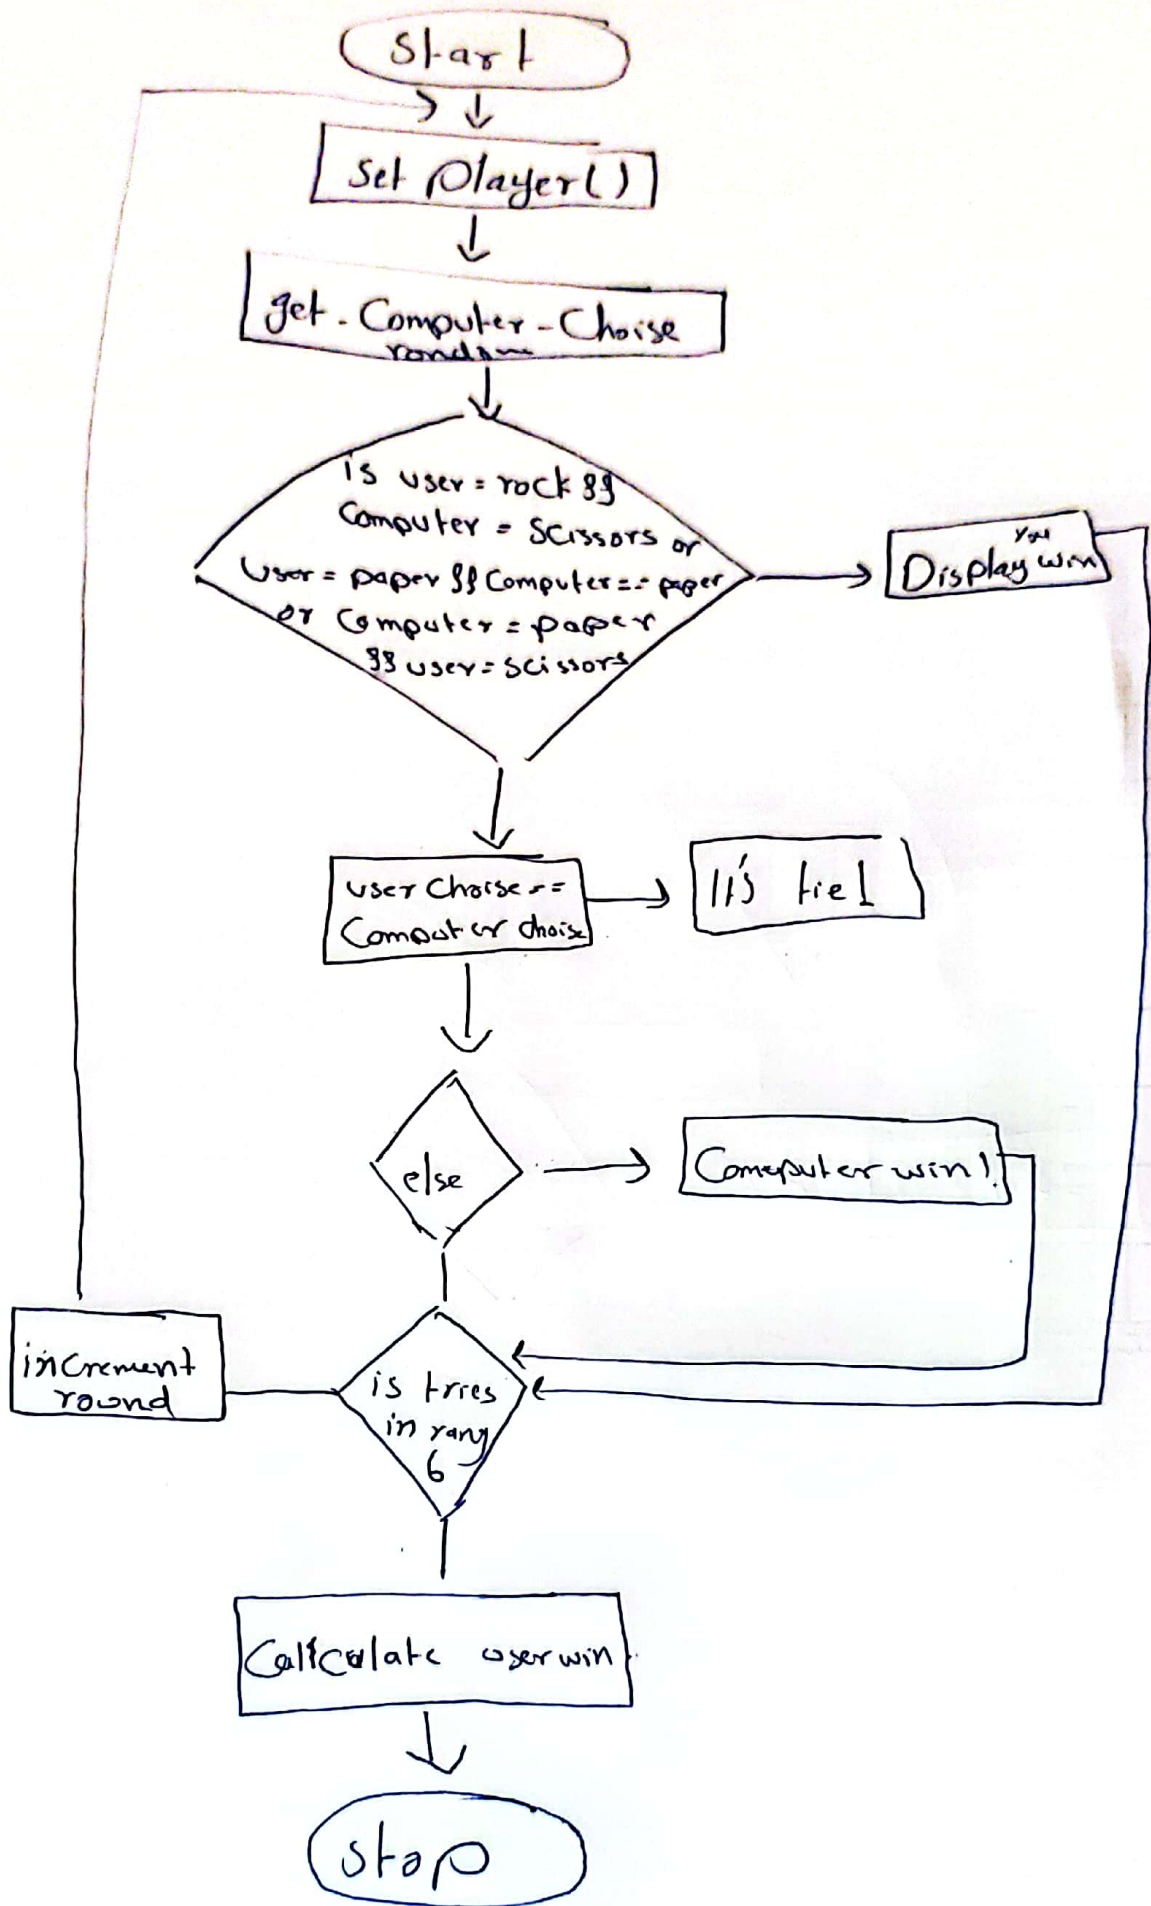 Start
Set Player()
get-Computer-Choise
random
is user = rock &&
Computer = Scissors or
User = paper && Computer == paper
or Computer = paper
&& user = scissors
You
Display win
user Choise ==
Computer choise
It's tie!
else
Comeputer win!
increment
round
is tries
in rang
6
Callculate user win
stop